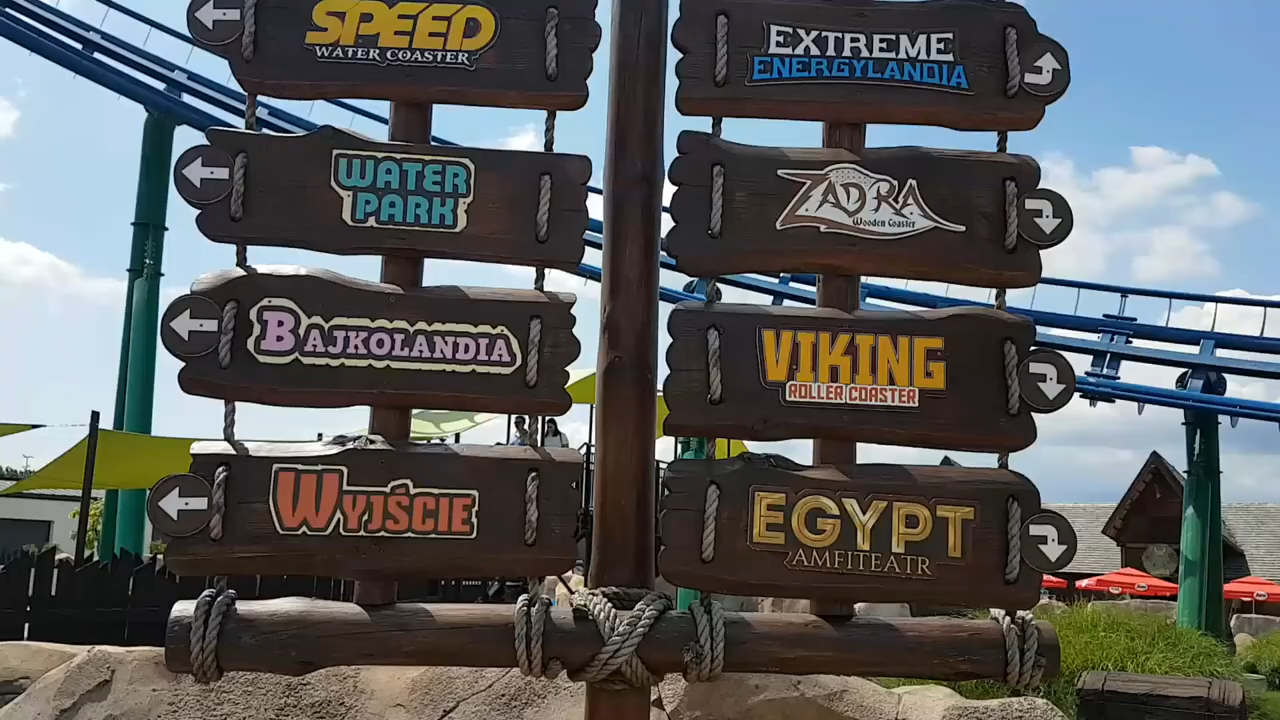 SPEED
WATER COASTER
WATER
PARK
BAJKOLANDIA
WYJŚCIE
EXTREME
ENERGYLANDIA
ZADRA
Wooden Coaster
VIKING
ROLLER COASTER
EGYPT
AMFITEATR